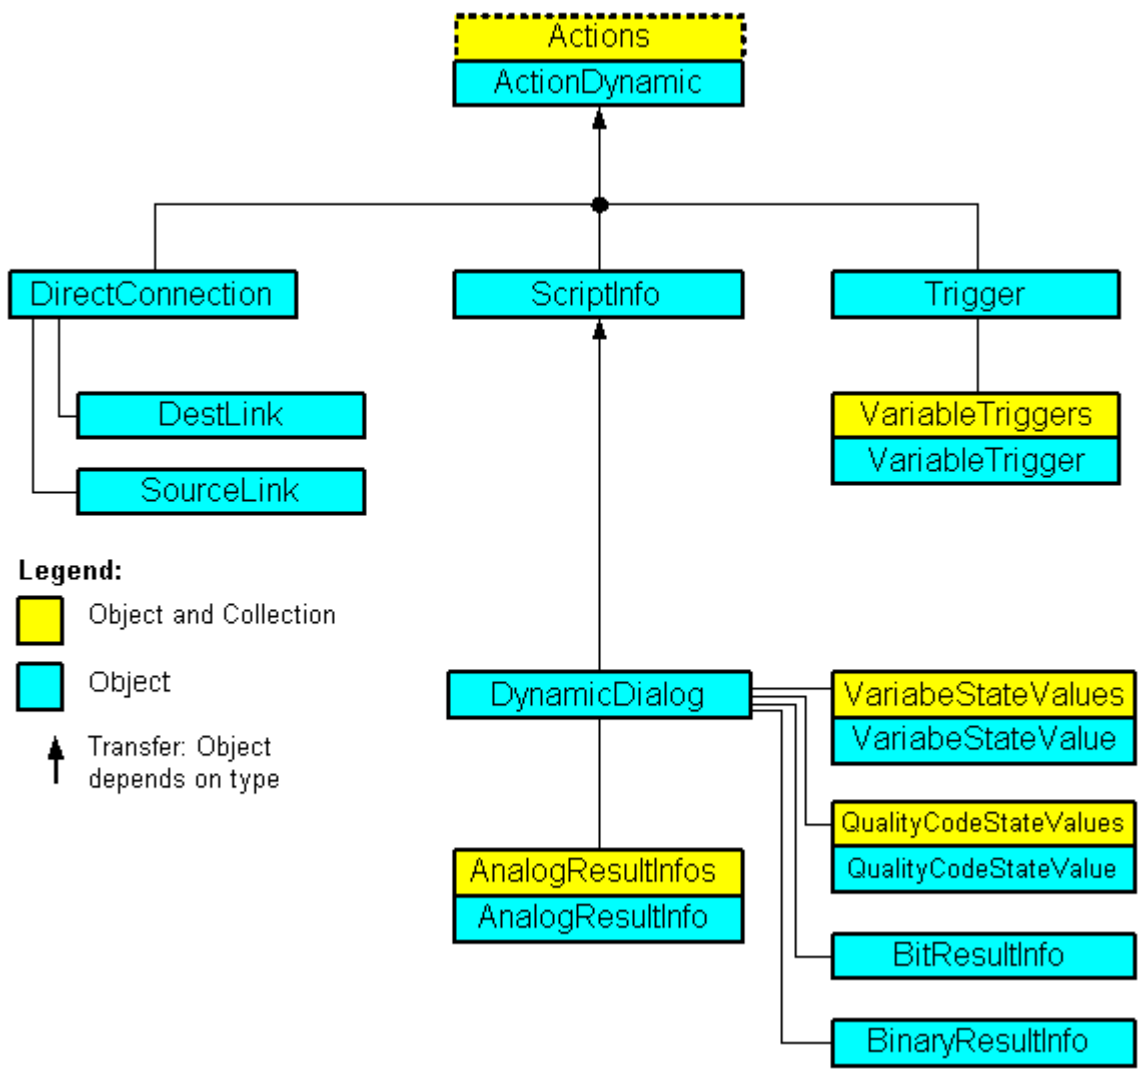 Actions
ActionDynamic
DirectConnection
ScriptInfo
Trigger
DestLink
SourceLink
VariableTriggers
VariableTrigger
Legend:
Object and Collection
Object
Transfer: Object
depends on type
DynamicDialog
VariabeStateValues
VariabeStateValue
QualityCodeStateValues
QualityCodeStateValue
AnalogResultInfos
AnalogResultInfo
BitResultInfo
BinaryResultInfo